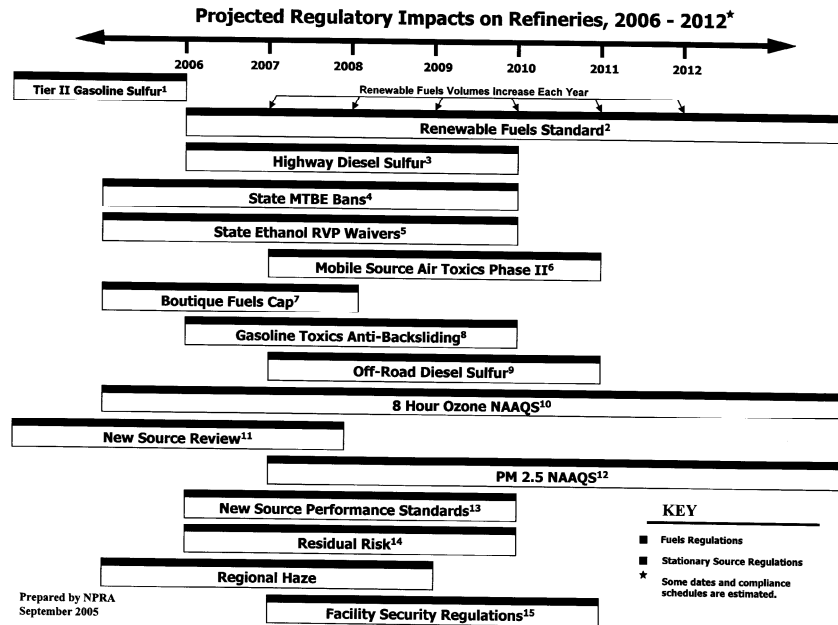 Projected Regulatory Impacts on Refineries, 2006 - 2012★
2006 2007 2008 2009 2010 2011 2012
Tier II Gasoline Sulfur¹
Renewable Fuels Volumes Increase Each Year
Renewable Fuels Standard²
Highway Diesel Sulfur³
State MTBE Bans⁴
State Ethanol RVP Waivers⁵
Mobile Source Air Toxics Phase II⁶
Boutique Fuels Cap⁷
Gasoline Toxics Anti-Backsliding⁸
Off-Road Diesel Sulfur⁹
8 Hour Ozone NAAQS¹⁰
New Source Review¹¹
PM 2.5 NAAQS¹²
New Source Performance Standards¹³
Residual Risk¹⁴
Regional Haze
Facility Security Regulations¹⁵
KEY
■ Fuels Regulations
■ Stationary Source Regulations
★ Some dates and compliance
schedules are estimated.
Prepared by NPRA
September 2005